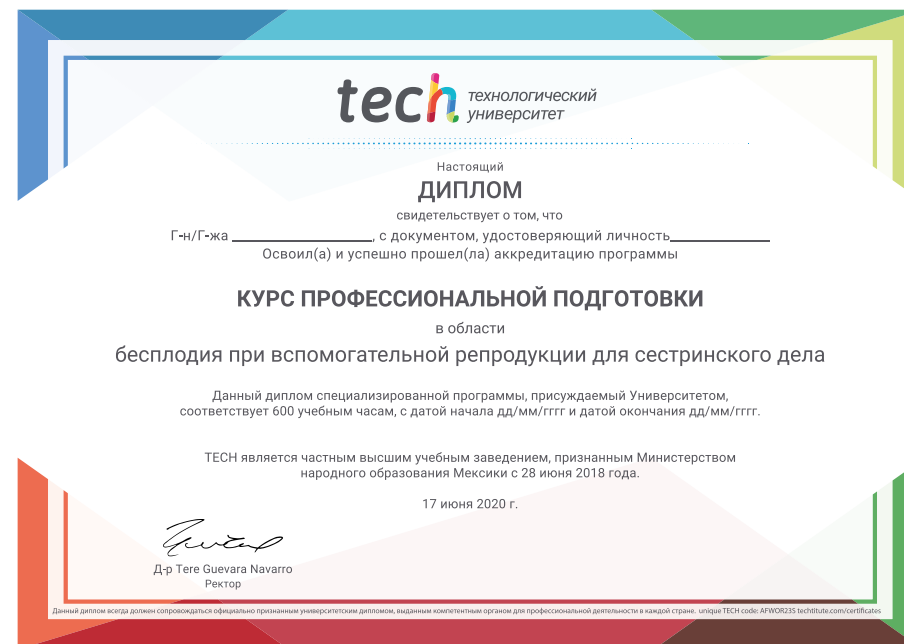 tech технологический
университет
Настоящий
ДИПЛОМ
свидетельствует о том, что
Г-н/Г-жа ____________________, с документом, удостоверяющий личность______________
Освоил(а) и успешно прошел(ла) аккредитацию программы
КУРС ПРОФЕССИОНАЛЬНОЙ ПОДГОТОВКИ
в области
бесплодия при вспомогательной репродукции для сестринского дела
Данный диплом специализированной программы, присуждаемый Университетом,
соответствует 600 учебным часам, с датой начала дд/мм/гггг и датой окончания дд/мм/гггг.
TECH является частным высшим учебным заведением, признанным Министерством
народного образования Мексики с 28 июня 2018 года.
17 июня 2020 г.
Д-р Tere Guevara Navarro
Ректор
Данный диплом всегда должен сопровождаться официально признанным университетским дипломом, выданным компетентным органом для профессиональной деятельности в каждой стране. unique TECH code: AFWOR23S techtitute.com/certificates